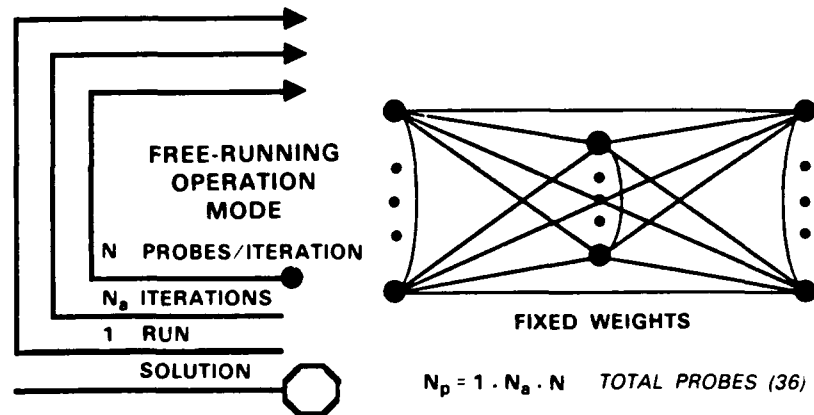 FREE-RUNNING
OPERATION
MODE
N PROBES/ITERATION
Nₐ ITERATIONS
1 RUN
SOLUTION
FIXED WEIGHTS
Nₚ = 1 · Nₐ · N TOTAL PROBES (36)